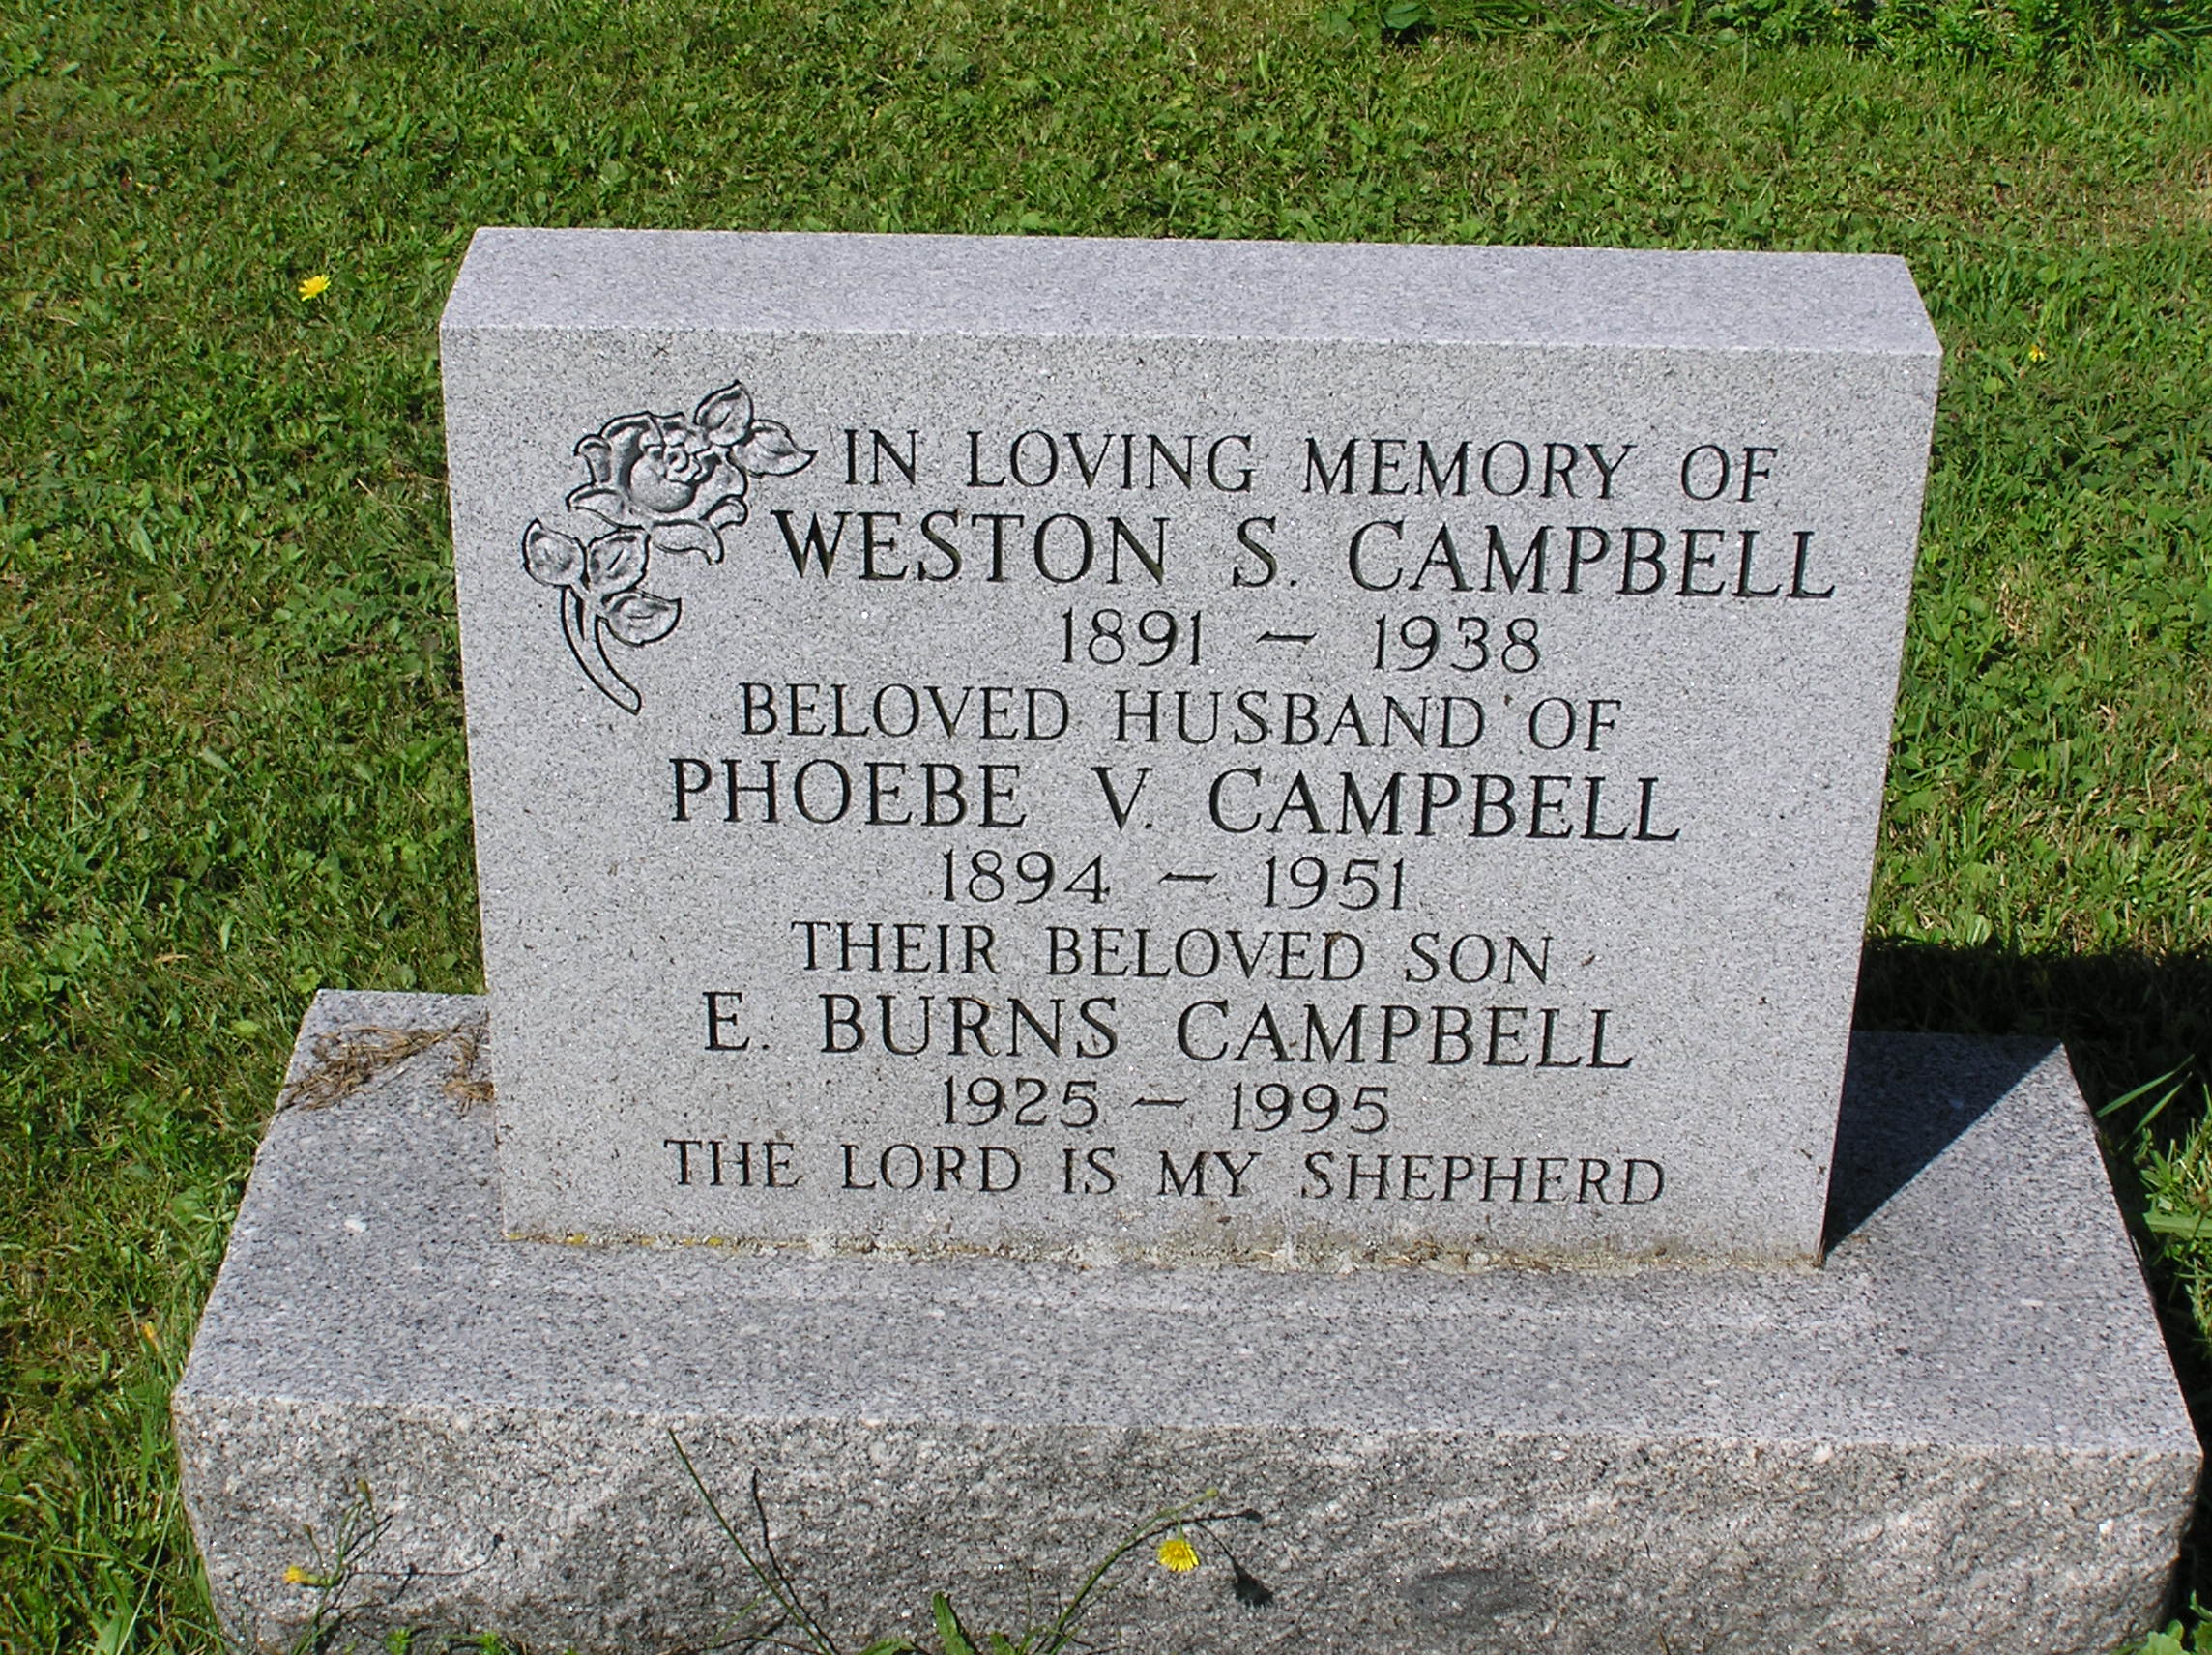 IN LOVING MEMORY OF
WESTON S. CAMPBELL
1891 – 1938
BELOVED HUSBAND OF
PHOEBE V. CAMPBELL
1894 – 1951
THEIR BELOVED SON
E. BURNS CAMPBELL
1925 – 1995
THE LORD IS MY SHEPHERD